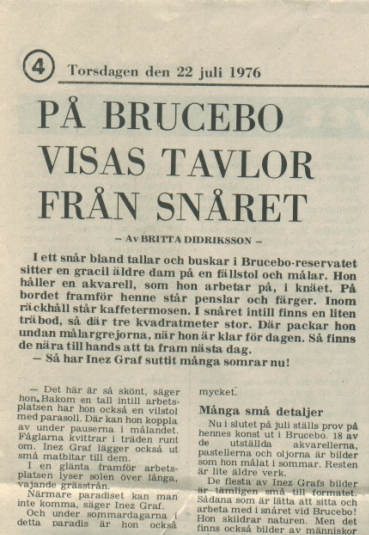 4 Torsdagen den 22 juli 1976
PÅ BRUCEBO
VISAS TAVLOR
FRÅN SNÅRET
— Av BRITTA DIDRIKSSON —
I ett snår bland tallar och buskar i Brucebo-reservatet
sitter en gracil äldre dam på en fällstol och målar. Hon
håller en akvarell, som hon arbetar på, i knäet. På
bordet framför henne står penslar och färger. Inom
räckhåll står kaffetermosen. I snåret intill finns en liten
träbod, så där tre kvadratmeter stor. Där packar hon
undan målargrejorna, när hon är klar för dagen. Så finns
de nära till hands att ta fram nästa dag.
— Så har Inez Graf suttit många somrar nu!
— Det här är så skönt, säger
hon. Bakom en tall intill arbets-
platsen har hon också en vilstol
med parasoll. Där kan hon koppla
av under pauserna i målandet.
Fåglarna kvittrar i träden runt
om. Inez Graf lägger också ut
små matbitar till dem.
I en glänta framför arbets-
platsen lyser solen över långa,
vajande grässtrån.
Närmare paradiset kan man
inte komma, säger Inez Graf.
Och under sommardagarna i
detta paradis är hon också
mycket.
Många små detaljer
Nu i slutet på juli ställs prov på
hennes konst ut i Brucebo. 18 av
de utställda akvarellerna,
pastellerna och oljorna är bilder
som hon målat i sommar. Resten
är lite äldre verk.
De flesta av Inez Grafs bilder
är tämligen små till formatet.
Sådana som är lätta att sitta och
arbeta med i snåret vid Brucebo!
Hon skildrar naturen. Men det
finns också bilder av människor